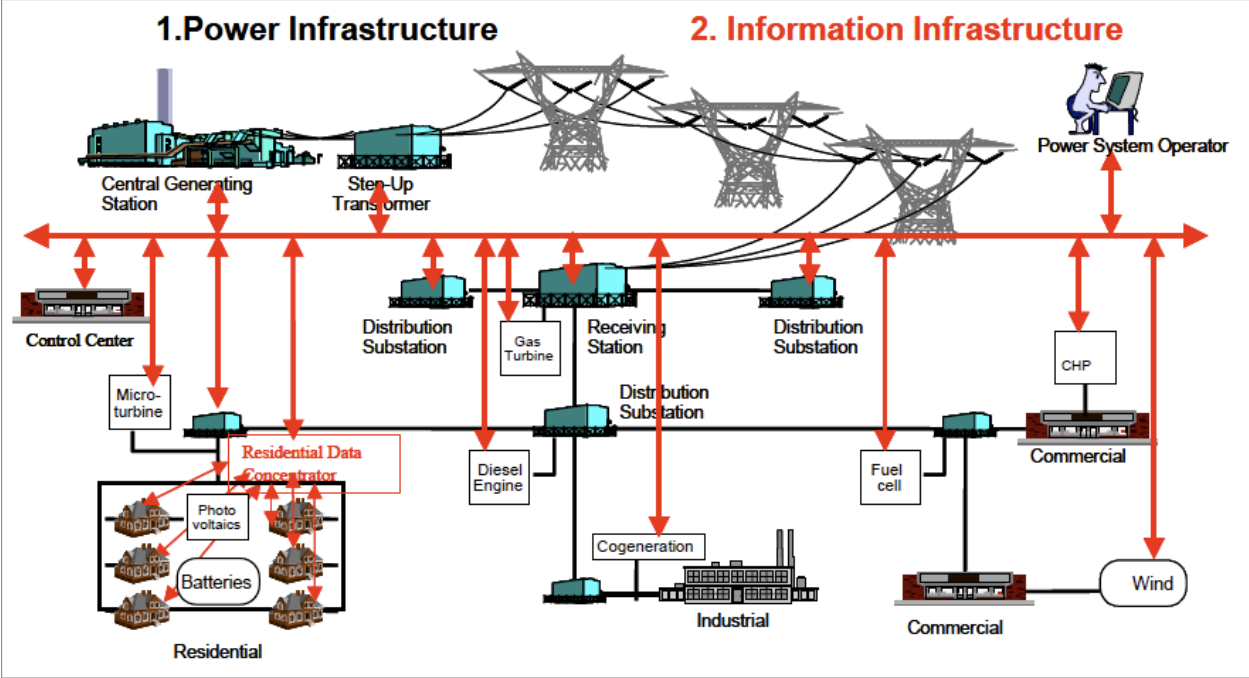 1.Power Infrastructure
2. Information Infrastructure
Central Generating
Station
Step-Up
Transformer
Power System Operator
Control Center
Distribution
Substation
Gas
Turbine
Receiving
Station
Distribution
Substation
CHP
Micro-
turbine
Distribution
Substation
Residential Data
Concentrator
Diesel
Engine
Fuel
cell
Commercial
Photo
voltaics
Batteries
Cogeneration
Wind
Industrial
Commercial
Residential